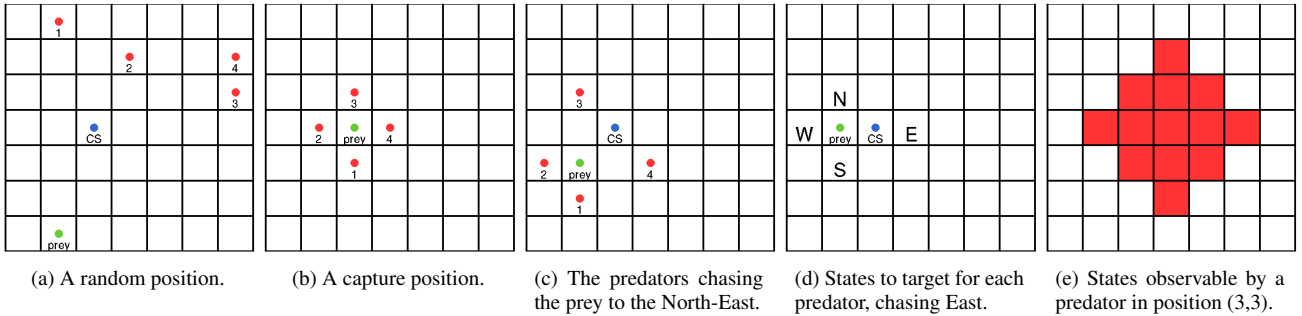 1
2
4
3
CS
prey
3
2
prey
4
1
3
CS
2
prey
4
1
N
W
prey
CS
E
S
(a) A random position.
(b) A capture position.
(c) The predators chasing
the prey to the North-East.
(d) States to target for each
predator, chasing East.
(e) States observable by a
predator in position (3,3).